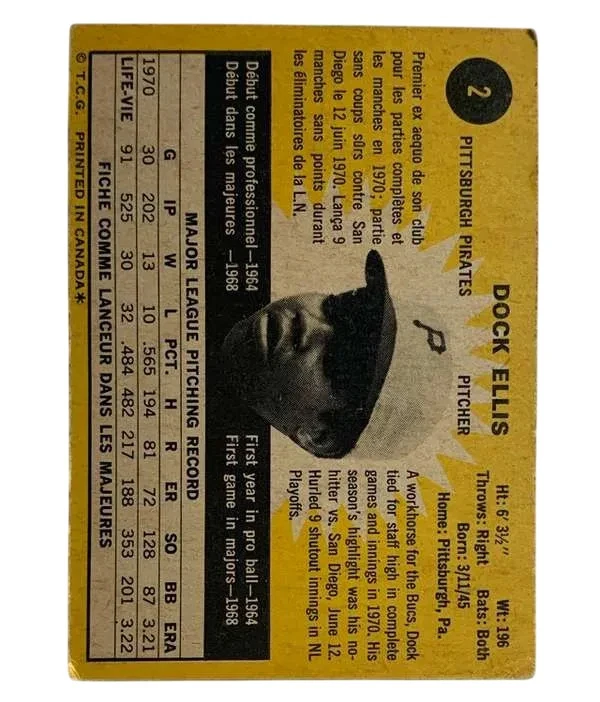 2
DOCK ELLIS
PITTSBURGH PIRATES PITCHER
Ht: 6' 3½" Wt: 196
Throws: Right Bats: Both
Born: 3/11/45
Home: Pittsburgh, Pa.
Premier ex aequo de son club
pour les parties complètes et
les manches en 1970; partie
sans coups sûrs contre San
Diego le 12 juin 1970. Lança 9
manches sans points durant
les éliminatoires de la L.N.
A workhorse for the Bucs, Dock
tied for staff high in complete
games and innings in 1970. His
season's highlight was his no-
hitter vs. San Diego, June 12.
Hurled 9 shutout innings in NL
Playoffs.
P
Début comme professionnel—1964
Début dans les majeures —1968
First year in pro ball—1964
First game in majors—1968
MAJOR LEAGUE PITCHING RECORD
G IP W L PCT. H R ER SO BB ERA
1970 30 202 13 10 .565 194 81 72 128 87 3.21
LIFE-VIE 91 525 30 32 .484 482 217 188 353 201 3.22
FICHE COMME LANCEUR DANS LES MAJEURES
© T.C.G. PRINTED IN CANADA*